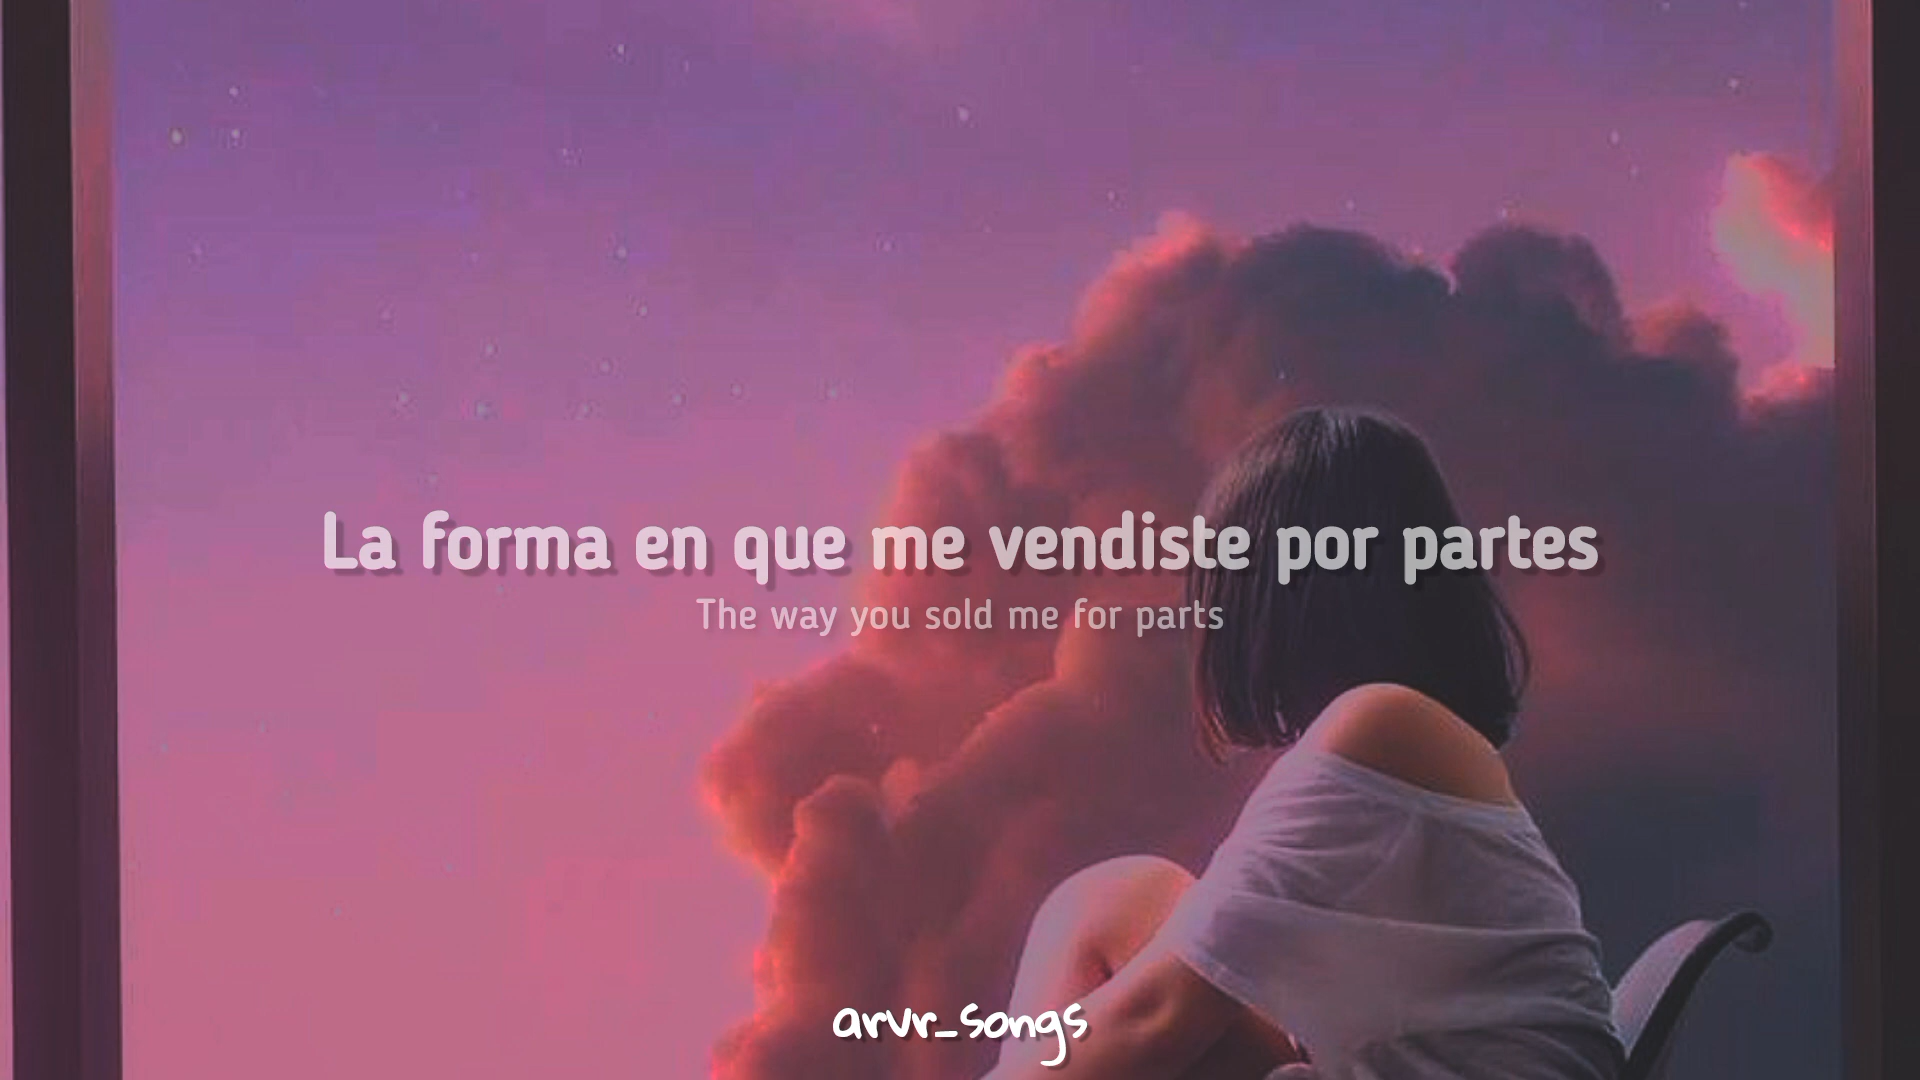 La forma en que me vendiste por partes
The way you sold me for parts
arvr_songs